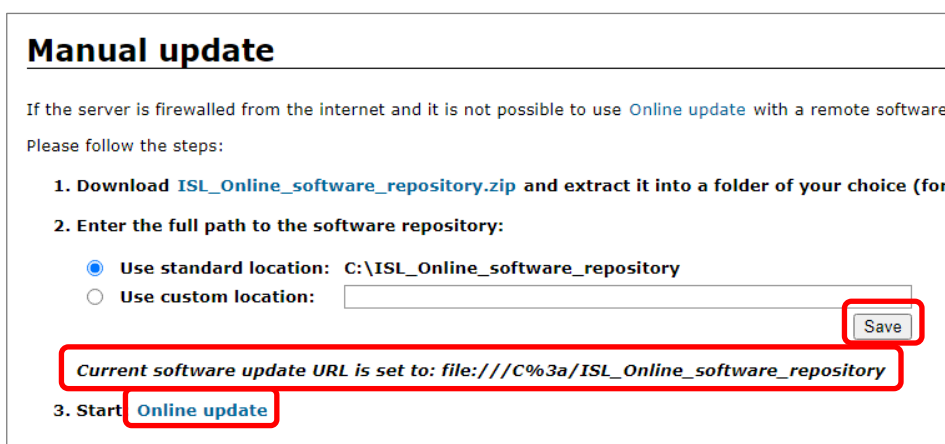 Manual update
If the server is firewalled from the internet and it is not possible to use Online update with a remote software
Please follow the steps:
1. Download ISL_Online_software_repository.zip and extract it into a folder of your choice (for
2. Enter the full path to the software repository:
Use standard location: C:\ISL_Online_software_repository
Use custom location:
Save
Current software update URL is set to: file:///C%3a/ISL_Online_software_repository
3. Start Online update